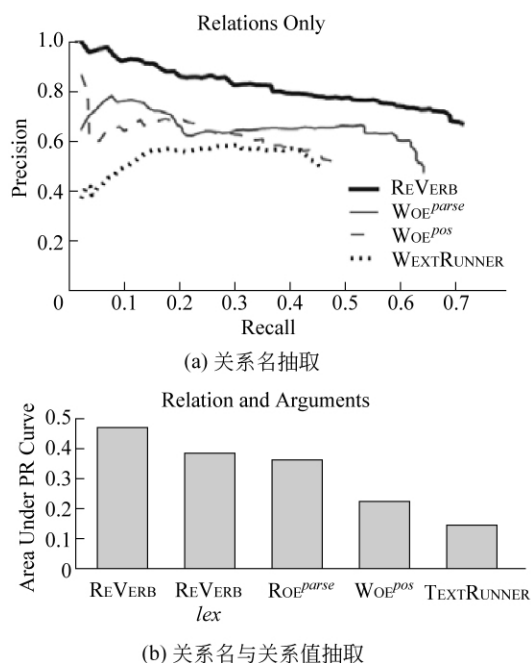 Relations Only
Precision
1.0
0.8
0.6
0.4
0.2
0
0.1
0.2
0.3
0.4
0.5
0.6
0.7
Recall
REVERB
WOEparse
WOEpos
WEXTRUNNER
(a) 关系名抽取
Relation and Arguments
Area Under PR Curve
0.5
0.4
0.3
0.2
0.1
0
REVERB
REVERB
lex
ROEparse
WOEpos
TEXTRUNNER
(b) 关系名与关系值抽取